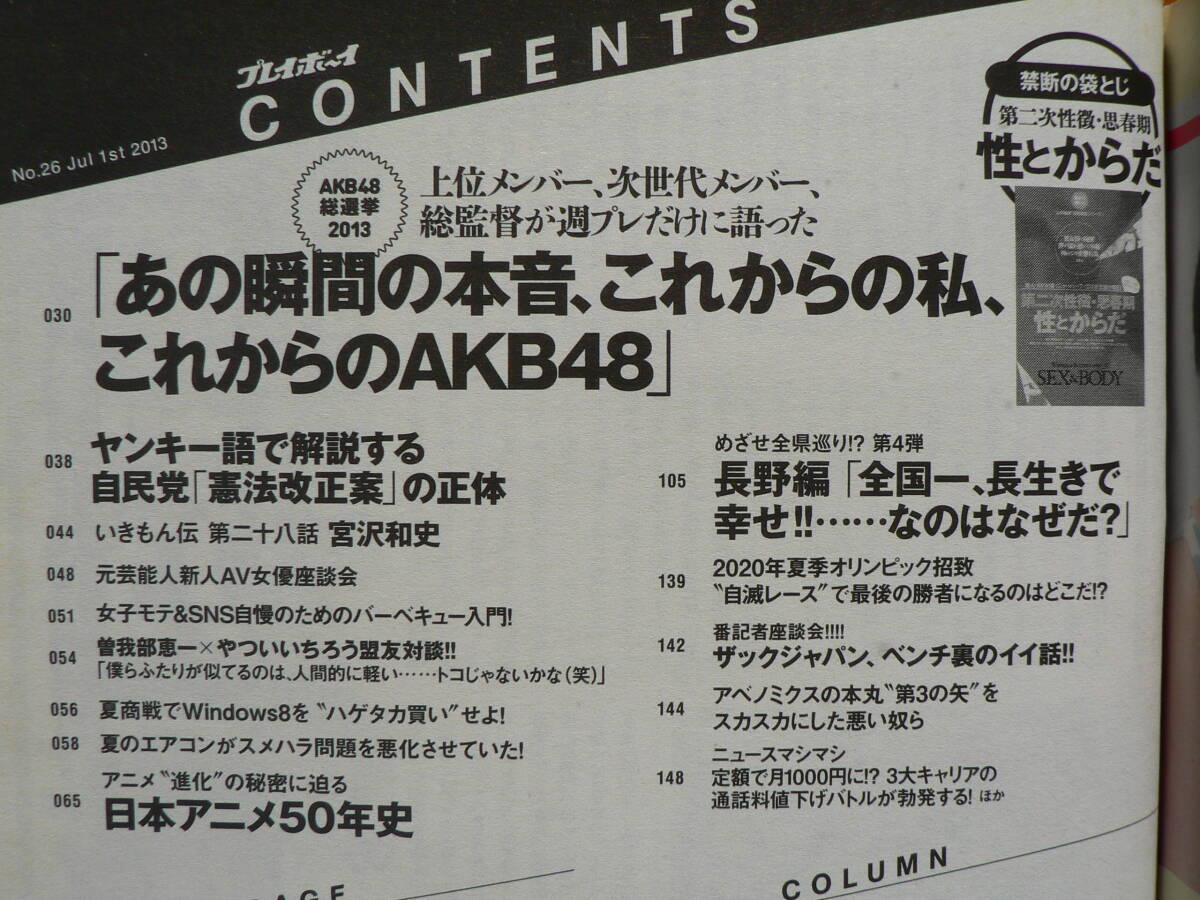 プレイボーイ
CONTENTS
No.26 Jul 1st 2013
禁断の袋とじ
第二次性徴・思春期
性とからだ
第二次性徴・思春期
性とからだ
SEX&BODY
AKB48
総選挙
2013
上位メンバー、次世代メンバー、
総監督が週プレだけに語った
030
「あの瞬間の本音、これからの私、
これからのAKB48」
038
ヤンキー語で解説する
自民党「憲法改正案」の正体
044 いきもん伝 第二十八話 宮沢和史
048 元芸能人新人AV女優座談会
051 女子モテ&SNS自慢のためのバーベキュー入門!
054 曽我部恵一×やついいちろう盟友対談!!
「僕らふたりが似てるのは、人間的に軽い……トコじゃないかな(笑)」
056 夏商戦でWindows8を〝ハゲタカ買い〟せよ!
058 夏のエアコンがスメハラ問題を悪化させていた!
アニメ〝進化〟の秘密に迫る
065 日本アニメ50年史
めざせ全県巡り!? 第4弾
105 長野編「全国一、長生きで
幸せ!!……なのはなぜだ?」
2020年夏季オリンピック招致
139 〝自滅レース〟で最後の勝者になるのはどこだ!?
番記者座談会!!!!
142 ザックジャパン、ベンチ裏のイイ話!!
144 アベノミクスの本丸〝第3の矢〟を
スカスカにした悪い奴ら
ニュースマシマシ
148 定額で月1000円に!? 3大キャリアの
通話料値下げバトルが勃発する! ほか
COLUMN